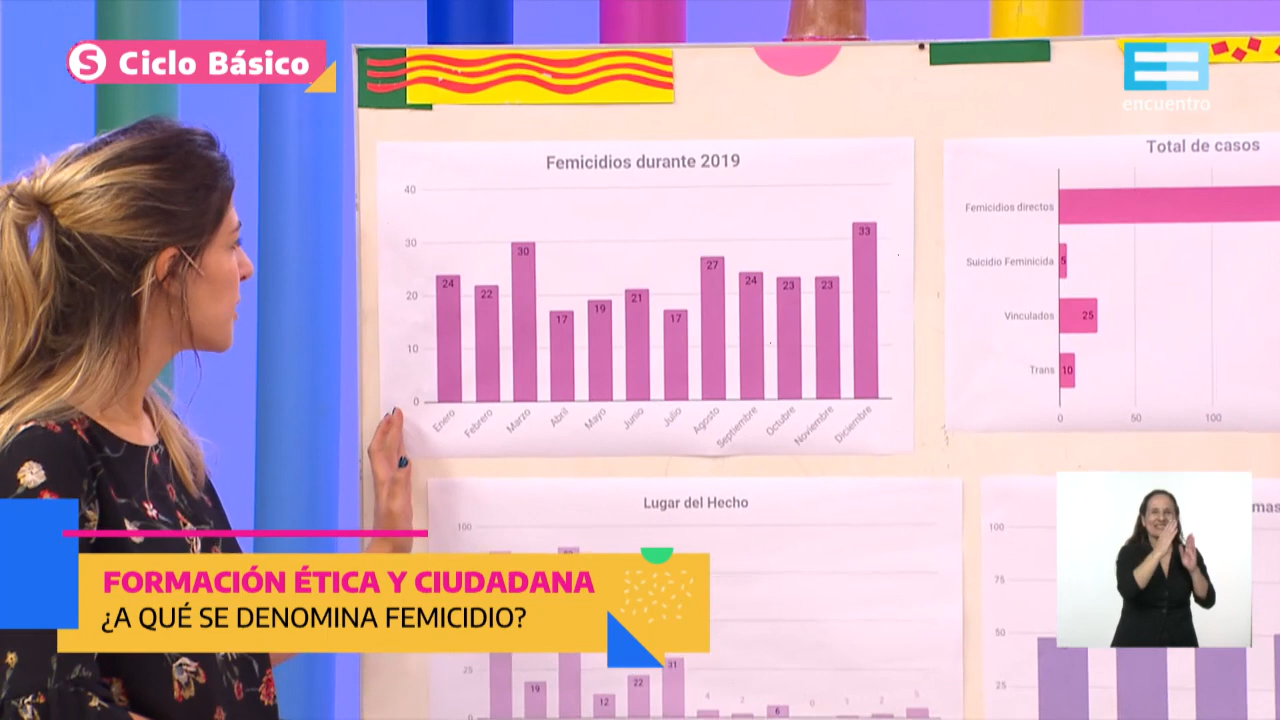 S Ciclo Básico
encuentro
Femicidios durante 2019
40
30
20
10
0
24
22
30
17
19
21
17
27
24
23
23
33
Enero
Febrero
Marzo
Abril
Mayo
Junio
Julio
Agosto
Septiembre
Octubre
Noviembre
Diciembre
Total de casos
Femicidios directos
Suicidio Feminicida
5
Vinculados
25
Trans
10
0
50
100
Lugar del Hecho
100
25
0
19
12
22
31
4
2
6
0
1
2
5
mas
100
75
50
25
FORMACIÓN ÉTICA Y CIUDADANA
¿A QUÉ SE DENOMINA FEMICIDIO?